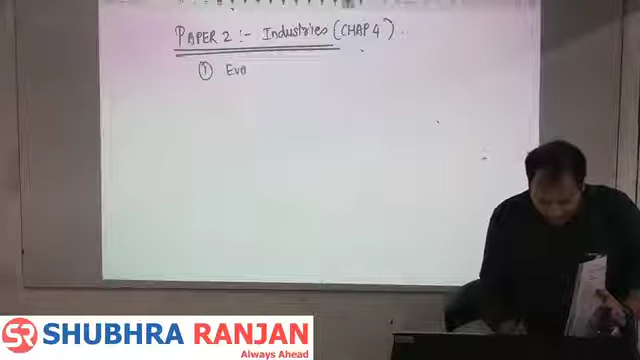 PAPER 2 :- Industries (CHAP 4)
① Evo
SR SHUBHRA RANJAN
Always Ahead